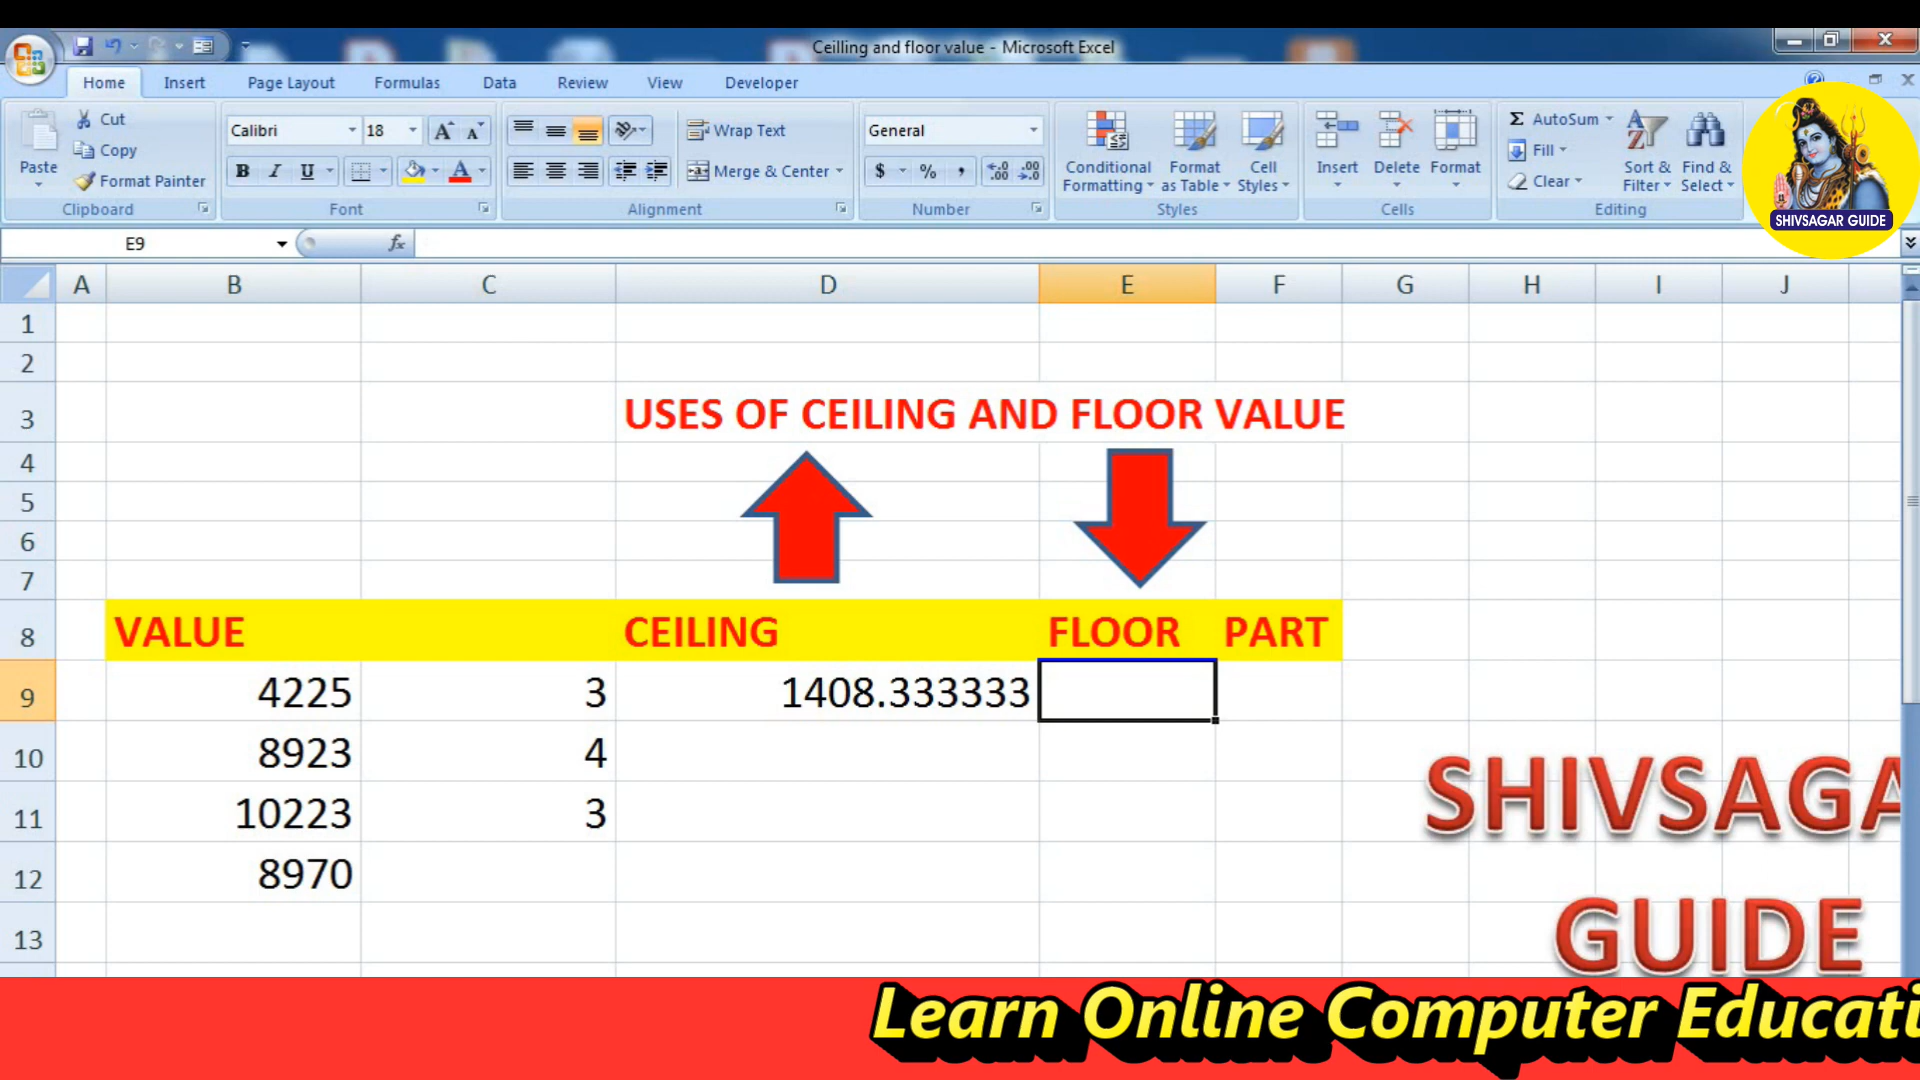 Ceilling and floor value - Microsoft Excel
Home Insert Page Layout Formulas Data Review View Developer
Cut
Copy
Format Painter
Paste
Clipboard
Calibri 18
B I U
Font
Wrap Text
Merge & Center
Alignment
General
$ % ,
Number
Conditional Formatting
Format as Table
Cell Styles
Styles
Insert Delete Format
Cells
Σ AutoSum
Fill
Clear
Sort & Filter
Find & Select
Editing
SHIVSAGAR GUIDE
E9 fx
A B C D E F G H I J
1
2
3 USES OF CEILING AND FLOOR VALUE
4
5
6
7
8 VALUE CEILING FLOOR PART
9 4225 3 1408.333333
10 8923 4
11 10223 3
12 8970
13
SHIVSAGA
GUIDE
Learn Online Computer Educati